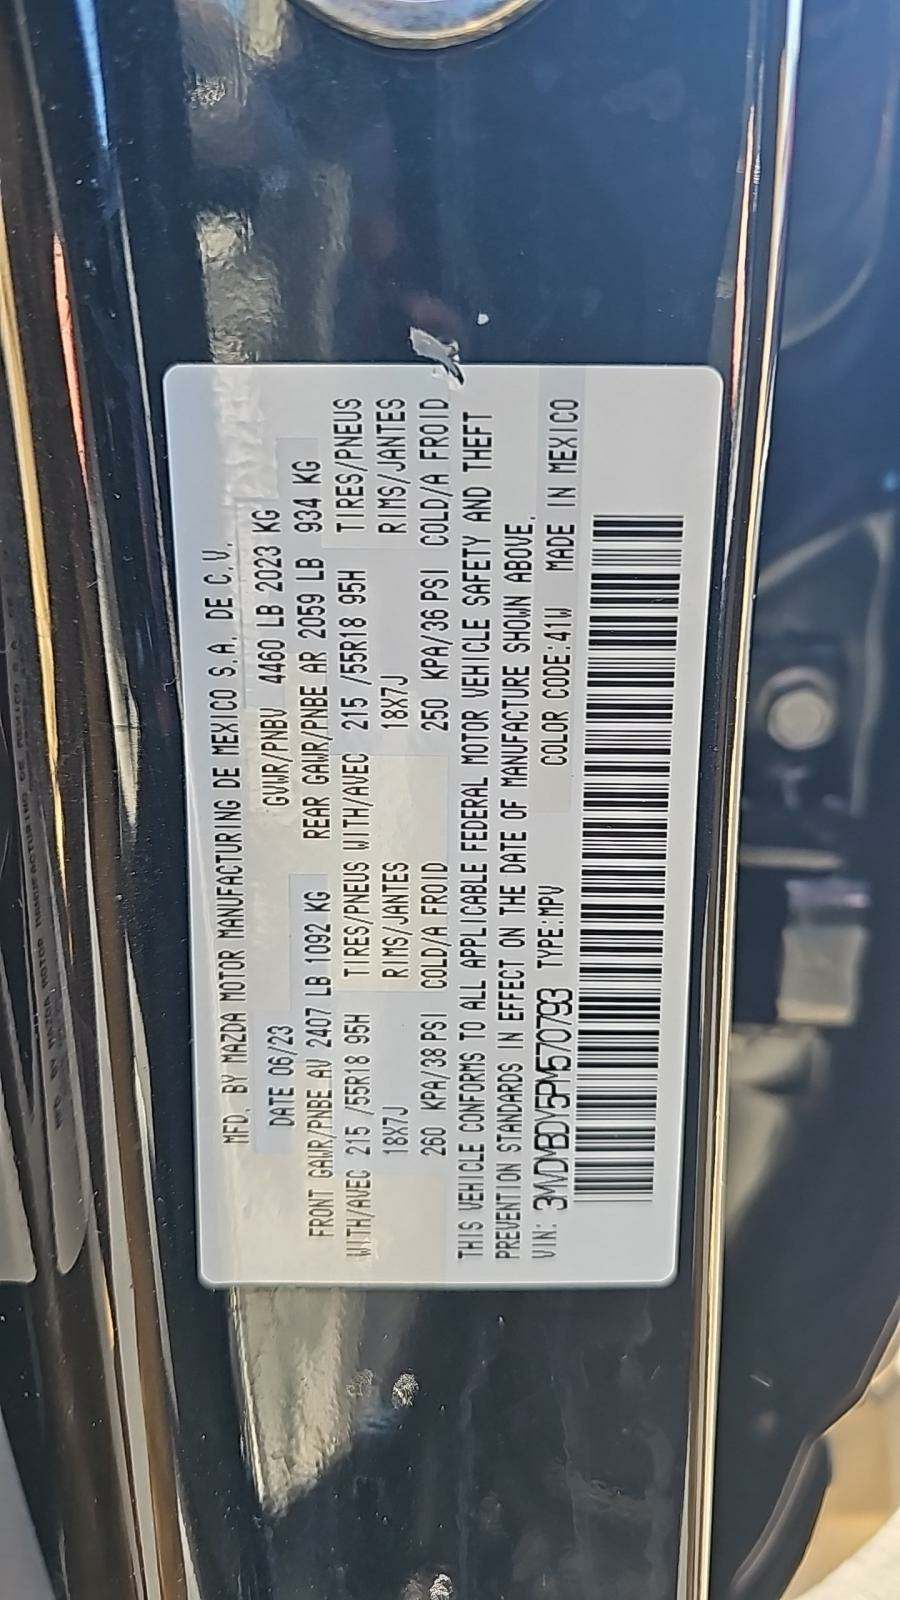 MFD. BY MAZDA MOTOR MANUFACTURING DE MEXICO S.A. DE C.V.
DATE 06/23 GVWR/PNBV 4460 LB 2023 KG
FRONT GAWR/PNBE AV 2407 LB 1092 KG REAR GAWR/PNBE AR 2059 LB 934 KG
WITH/AVEC 215 /55R18 95H TIRES/PNEUS WITH/AVEC 215 /55R18 95H TIRES/PNEUS
18X7J RIMS/JANTES 18X7J RIMS/JANTES
260 KPA/38 PSI COLD/A FROID 250 KPA/36 PSI COLD/A FROID
THIS VEHICLE CONFORMS TO ALL APPLICABLE FEDERAL MOTOR VEHICLE SAFETY AND THEFT
PREVENTION STANDARDS IN EFFECT ON THE DATE OF MANUFACTURE SHOWN ABOVE.
VIN: 3MVDMBDY5PM570793 TYPE:MPV COLOR CODE:41W MADE IN MEXICO